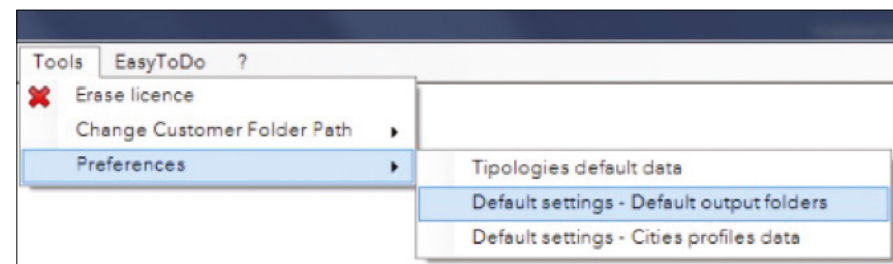 Tools EasyToDo ?
Erase licence
Change Customer Folder Path
Preferences
Tipologies default data
Default settings - Default output folders
Default settings - Cities profiles data